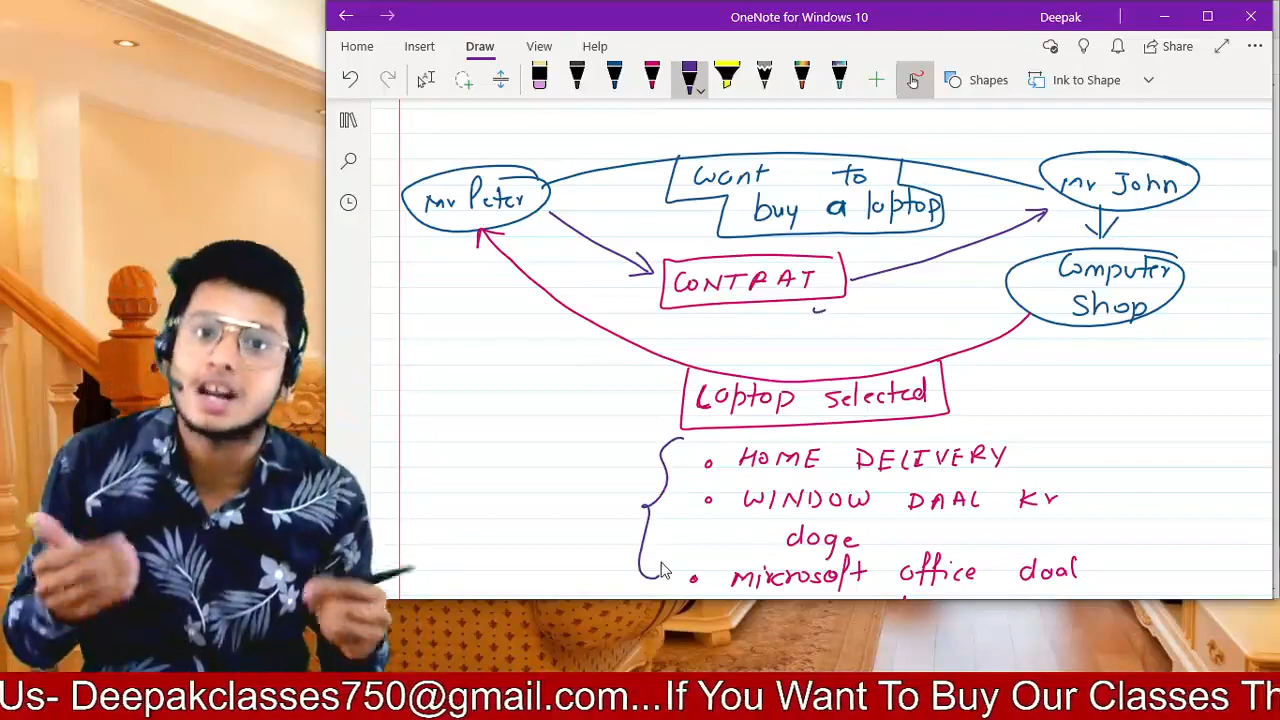 OneNote for Windows 10
Deepak
Home Insert Draw View Help
Share
Shapes
Ink to Shape
Mr Peter
Want to
buy a laptop
Mr John
CONTRAT
Computer
Shop
Laptop selected
• HOME DELIVERY
• WINDOW DAAL Kr
doge
• mixrosoft office daal
Us- Deepakclasses750@gmail.com...If You Want To Buy Our Classes Th